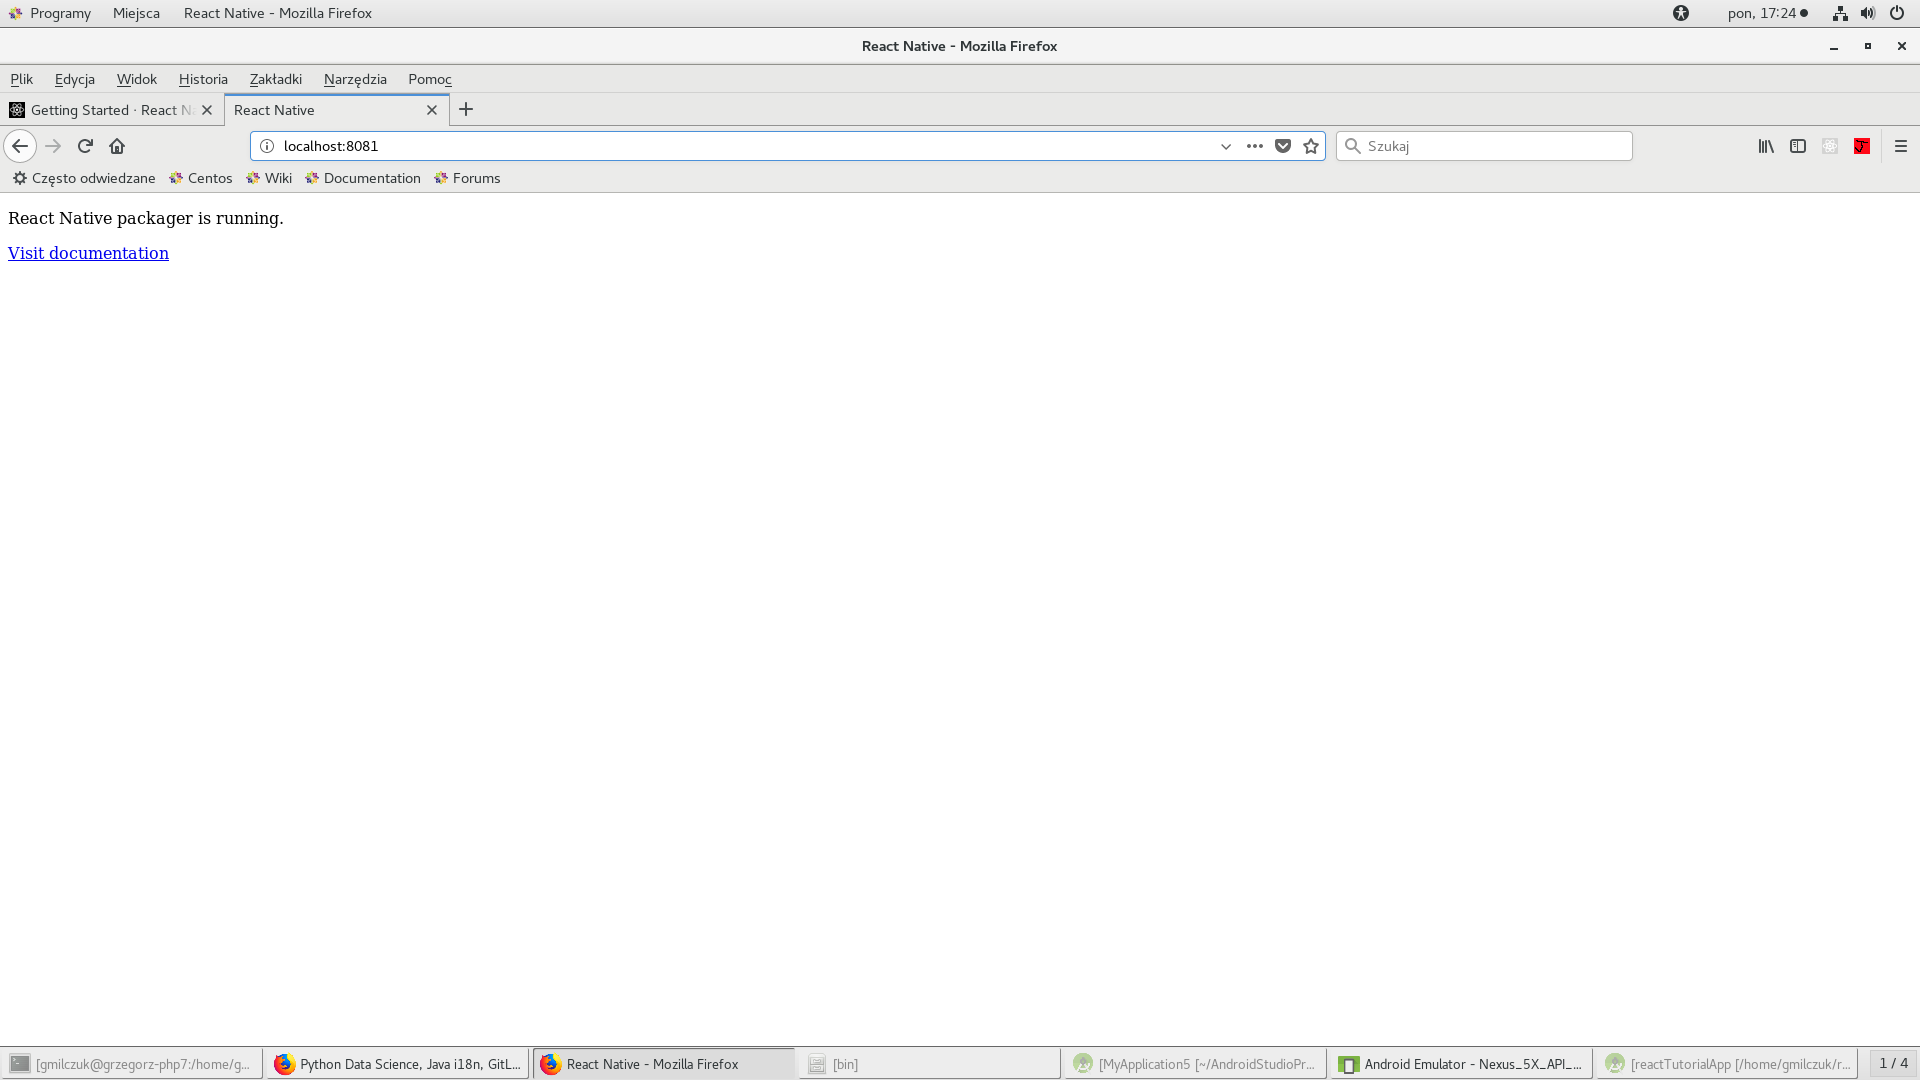 Programy Miejsca React Native - Mozilla Firefox pon, 17:24
React Native - Mozilla Firefox
Plik Edycja Widok Historia Zakładki Narzędzia Pomoc
Getting Started · React N React Native
localhost:8081 Szukaj
Często odwiedzane Centos Wiki Documentation Forums
React Native packager is running.
Visit documentation
[gmilczuk@grzegorz-php7:/home/g... Python Data Science, Java i18n, GitL... React Native - Mozilla Firefox [bin] [MyApplication5 [~/AndroidStudioPr... Android Emulator - Nexus_5X_API_... [reactTutorialApp [/home/gmilczuk/r... 1 / 4